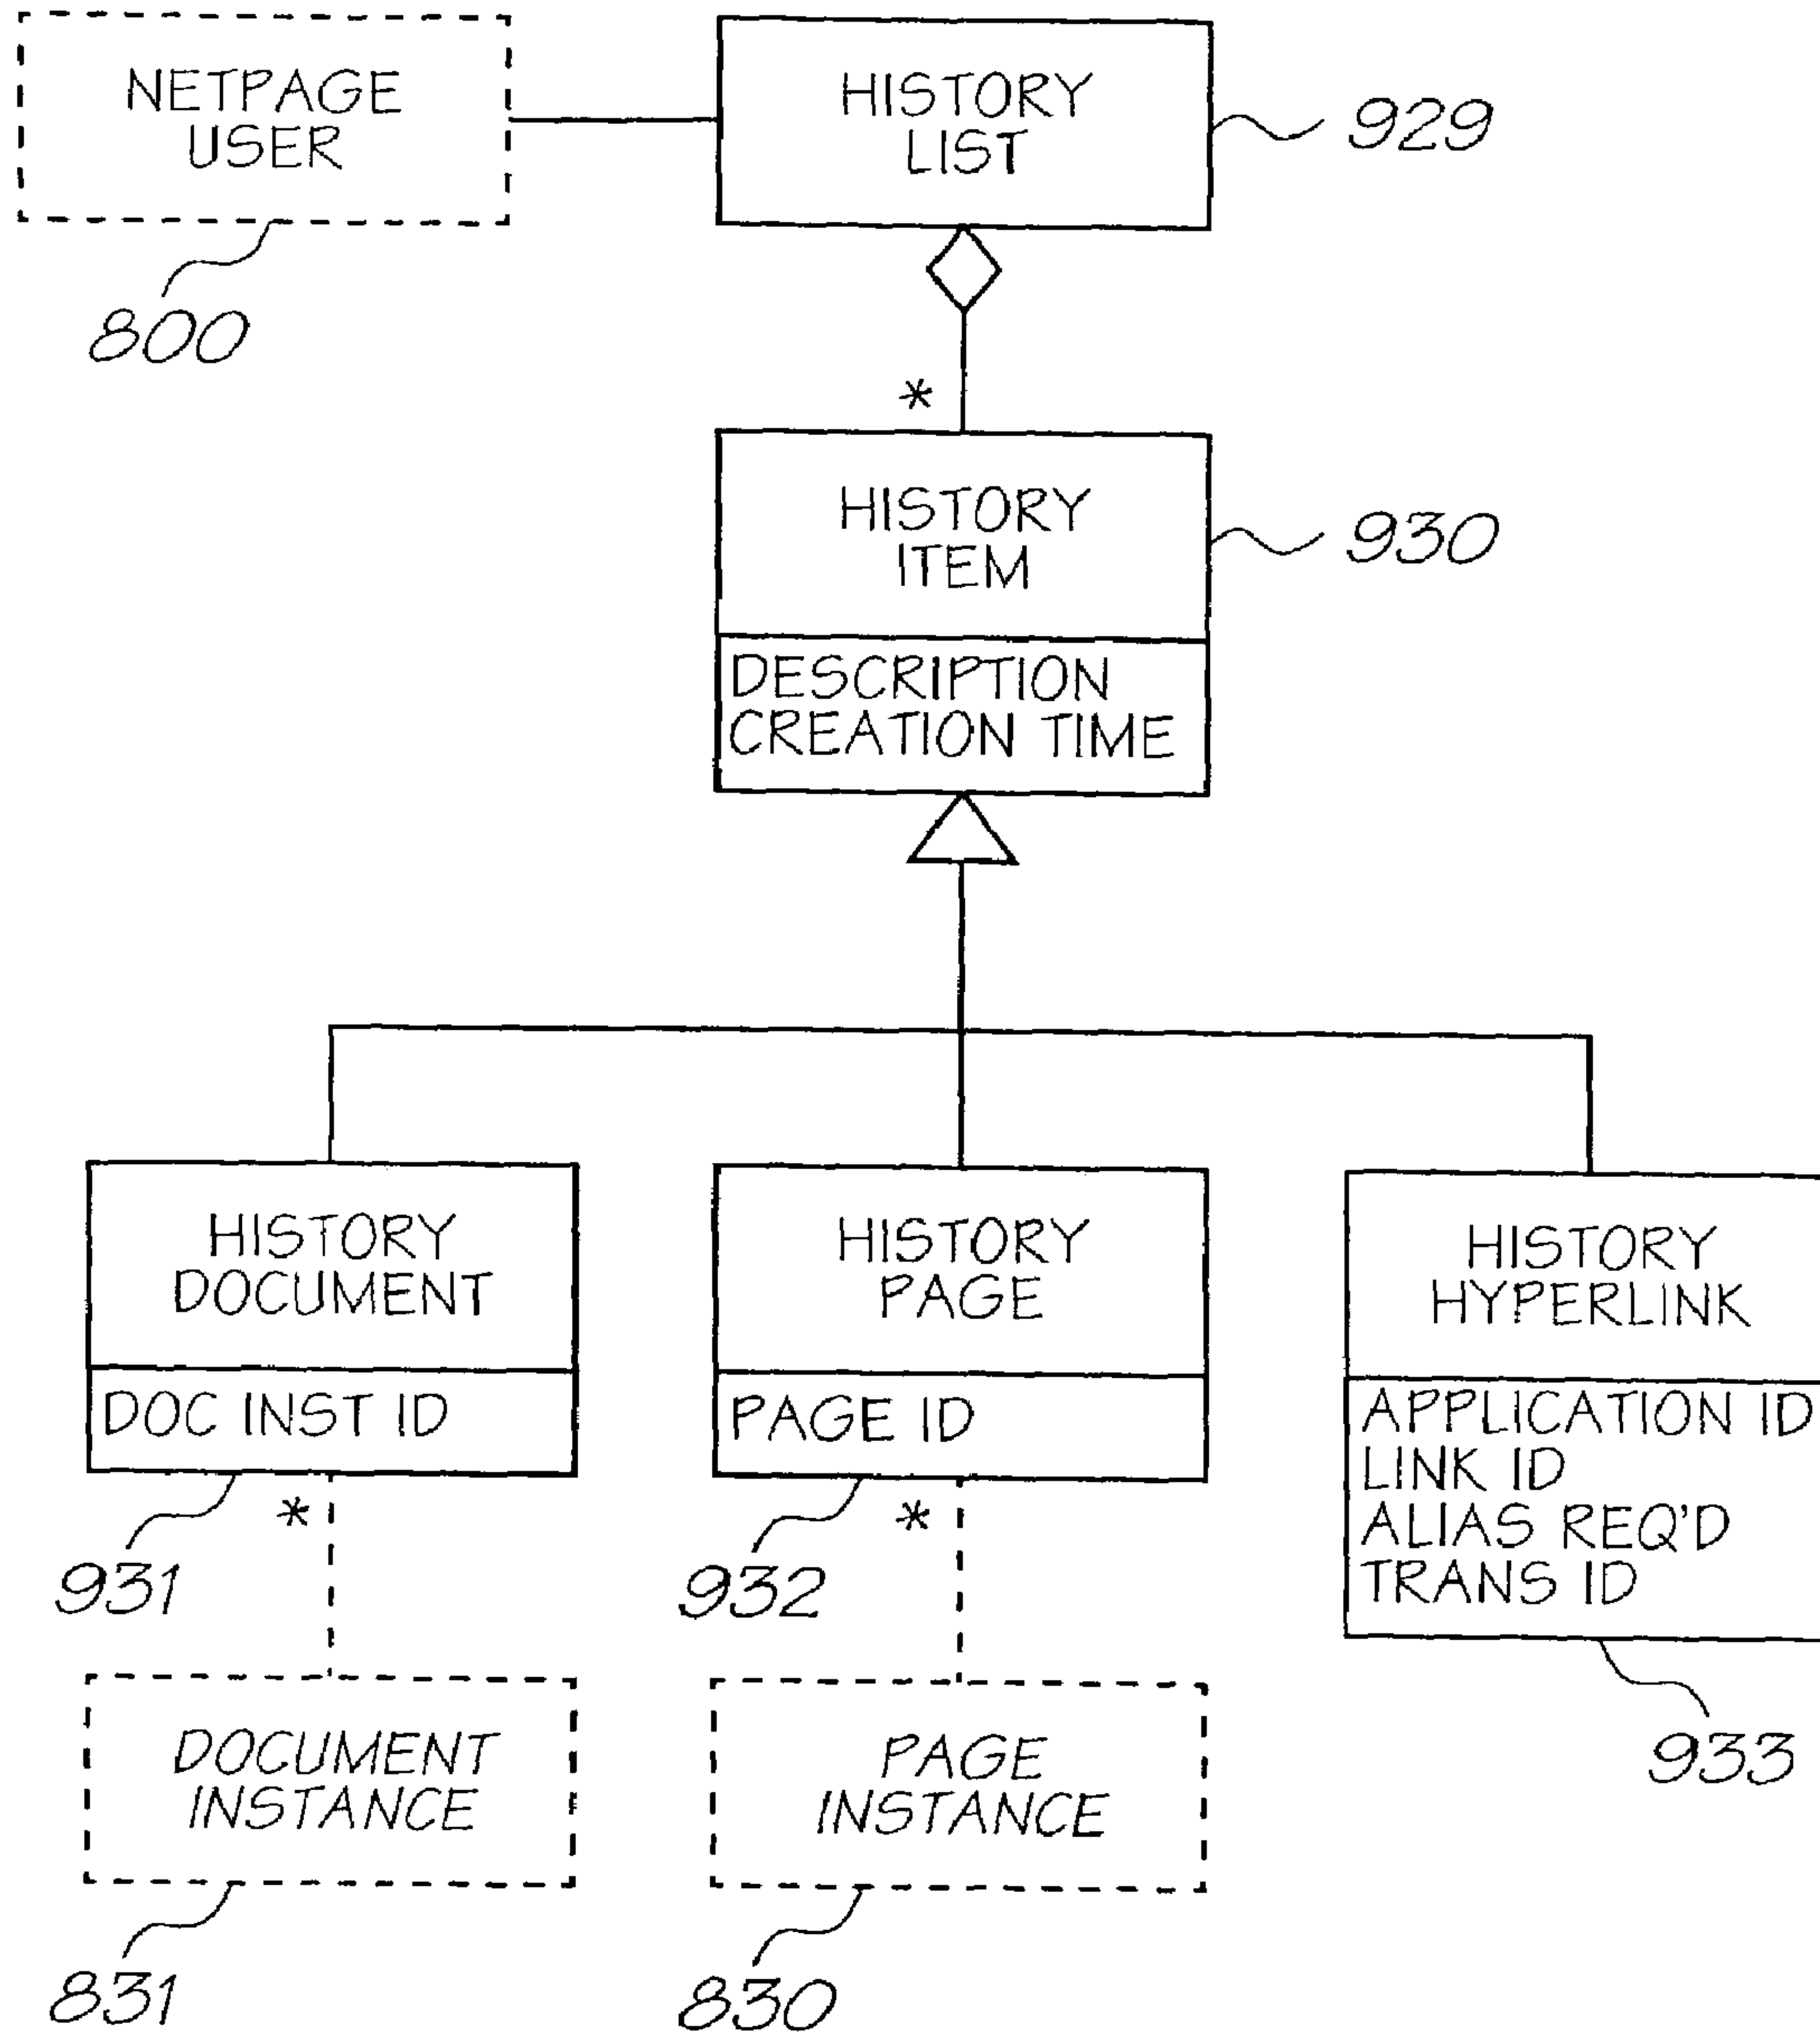 NETPAGE
USER
800
HISTORY
LIST
929
*
HISTORY
ITEM
930
DESCRIPTION
CREATION TIME
HISTORY
DOCUMENT
DOC INST ID
931
*
HISTORY
PAGE
PAGE ID
932
*
HISTORY
HYPERLINK
APPLICATION ID
LINK ID
ALIAS REQ'D
TRANS ID
933
DOCUMENT
INSTANCE
831
PAGE
INSTANCE
830